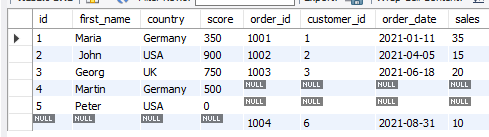 id first_name country score order_id customer_id order_date sales
1 Maria Germany 350 1001 1 2021-01-11 35
2 John USA 900 1002 2 2021-04-05 15
3 Georg UK 750 1003 3 2021-06-18 20
4 Martin Germany 500 NULL NULL NULL NULL
5 Peter USA 0 NULL NULL NULL NULL
NULL NULL NULL NULL 1004 6 2021-08-31 10